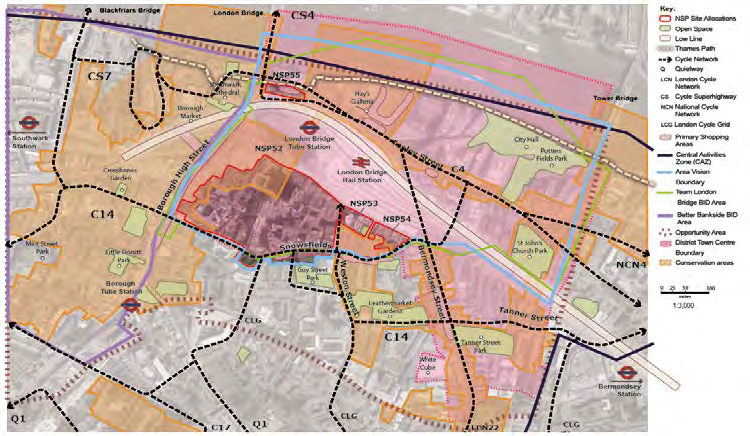 Blackfriars Bridge
London Bridge
CS4
Tower Bridge
CS7
NSP55
Southwark
Cathedral
Hay's
Galleria
Borough
Market
Southwark
Station
London Bridge
Tube Station
City Hall
Potters
Fields Park
Tooley Street
C4
NSP52
London Bridge
Rail Station
Borough High Street
Crossbones
Garden
NSP53
NSP54
C14
Snowsfields
St John's
Church Park
Mint Street
Park
Little Dorritt
Park
Guy Street
Park
Weston Street
Bermondsey Street
NCN4
Borough
Tube Station
Leathermarket
Gardens
Tanner Street
CLG
C14
Tanner Street
Park
White
Cube
Bermondsey
Station
Q1
C17
Q1
CLG
LCN22
CLG
Key:
NSP Site Allocations
Open Space
Low Line
Thames Path
Cycle Network
Quietway
LCN London Cycle
Network
CS Cycle Superhighway
NCN National Cycle
Network
LCG London Cycle Grid
Primary Shopping
Areas
Central Activities
Zone (CAZ)
Area Vision
Boundary
Team London
Bridge BID Area
Better Bankside BID
Area
Opportunity Area
District Town Centre
Boundary
Conservation areas
0 25 50 100
metres
1:3,000